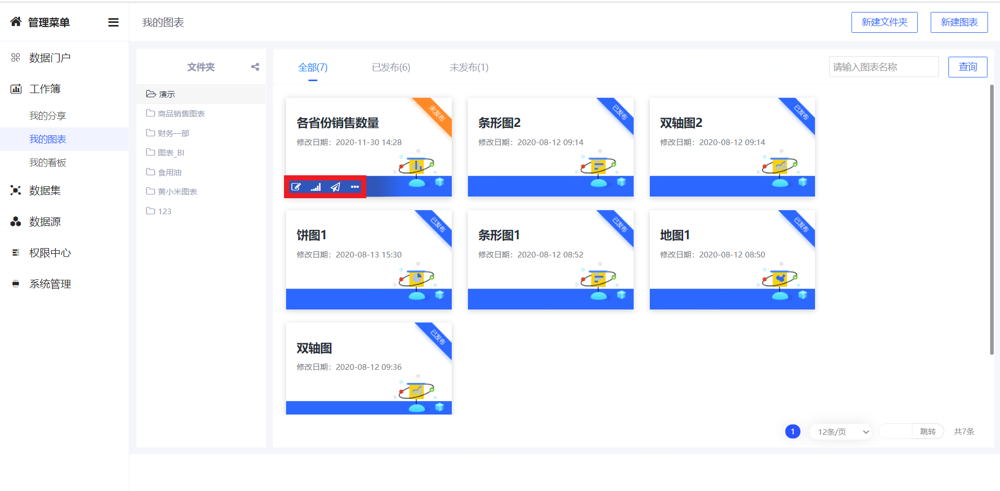 管理菜单
我的图表
新建文件夹
新建图表
数据门户
工作簿
我的分享
我的图表
我的看板
数据集
数据源
权限中心
系统管理
文件夹
演示
商品销售图表
财务一部
图表_BI
食用油
黄小米图表
123
全部(7)
已发布(6)
未发布(1)
请输入图表名称
查询
未发布
各省份销售数量
修改日期：2020-11-30 14:28
已发布
条形图2
修改日期：2020-08-12 09:14
已发布
双轴图2
修改日期：2020-08-12 09:14
已发布
饼图1
修改日期：2020-08-13 15:30
已发布
条形图1
修改日期：2020-08-12 08:52
已发布
地图1
修改日期：2020-08-12 08:50
已发布
双轴图
修改日期：2020-08-12 09:36
1
12条/页
跳转
共7条